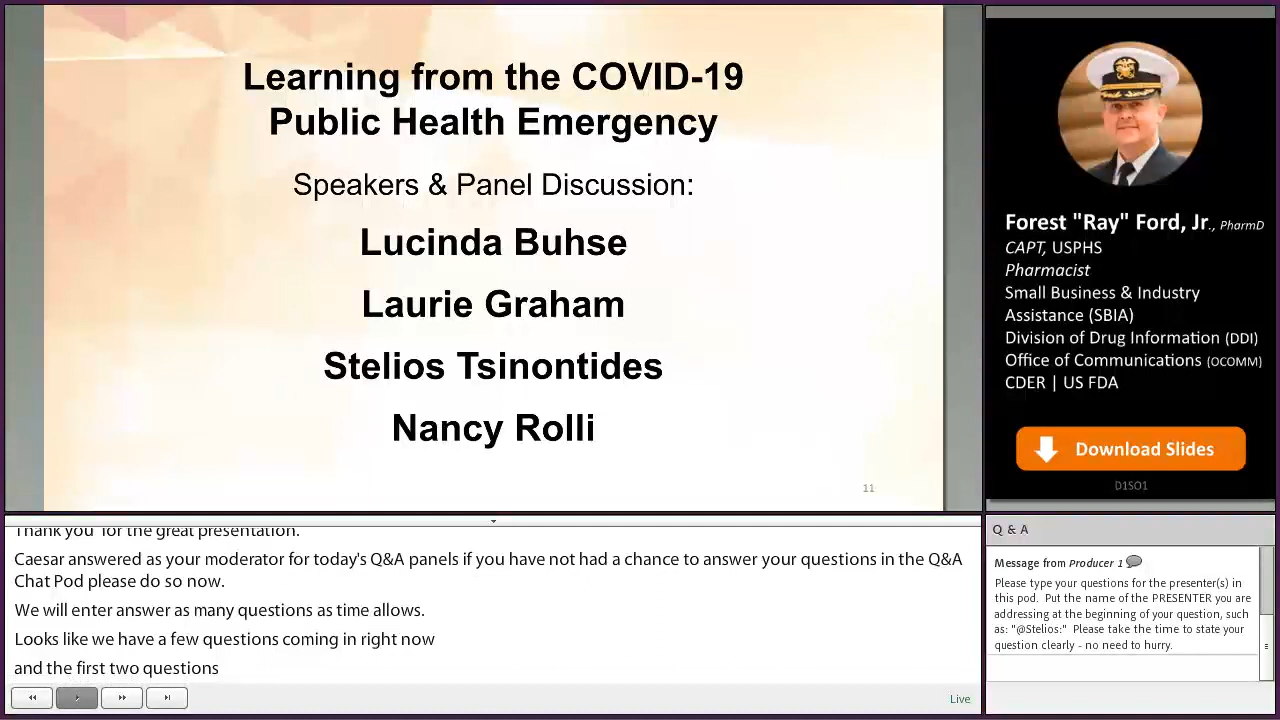 Learning from the COVID-19
Public Health Emergency
Speakers & Panel Discussion:
Lucinda Buhse
Laurie Graham
Stelios Tsinontides
Nancy Rolli
11
Forest "Ray" Ford, Jr., PharmD
CAPT, USPHS
Pharmacist
Small Business & Industry
Assistance (SBIA)
Division of Drug Information (DDI)
Office of Communications (OCOMM)
CDER | US FDA
Download Slides
D1SO1
Thank you for the great presentation.
Caesar answered as your moderator for today's Q&A panels if you have not had a chance to answer your questions in the Q&A
Chat Pod please do so now.
We will enter answer as many questions as time allows.
Looks like we have a few questions coming in right now
and the first two questions
Live
Q & A
Message from Producer 1
Please type your questions for the presenter(s) in
this pod. Put the name of the PRESENTER you are
addressing at the beginning of your question, such
as: "@Stelios:" Please take the time to state your
question clearly - no need to hurry.